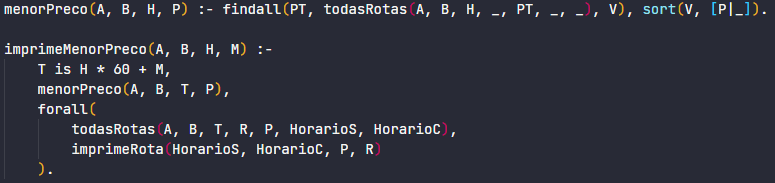 menorPreco(A, B, H, P) :- findall(PT, todasRotas(A, B, H, _, PT, _, _), V), sort(V, [P|_]).
imprimeMenorPreco(A, B, H, M) :-
    T is H * 60 + M,
    menorPreco(A, B, T, P),
    forall(
        todasRotas(A, B, T, R, P, HorarioS, HorarioC),
        imprimeRota(HorarioS, HorarioC, P, R)
    ).